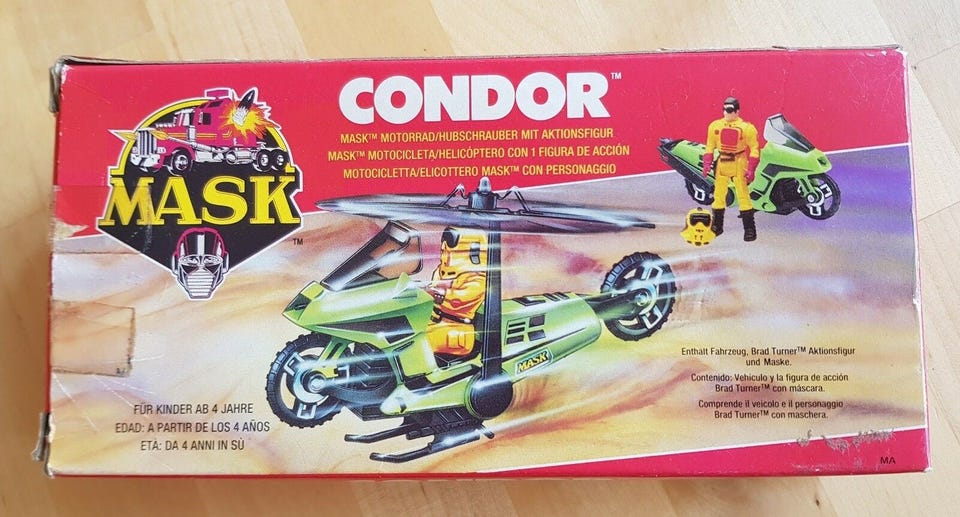 CONDOR™
MASK™ MOTORRAD/HUBSCHRAUBER MIT AKTIONSFIGUR
MASK™ MOTOCICLETA/HELICÓPTERO CON 1 FIGURA DE ACCIÓN
MOTOCICLETTA/ELICOTTERO MASK™ CON PERSONAGGIO
MASK
™
MASK
Enthält Fahrzeug, Brad Turner™ Aktionsfigur
und Maske.
Contenido: Vehículo y la figura de acción
Brad Turner™ con máscara.
Comprende il veicolo e il personaggio
Brad Turner™ con maschera.
FÜR KINDER AB 4 JAHRE
EDAD: A PARTIR DE LOS 4 AÑOS
ETÀ: DA 4 ANNI IN SÙ
MA